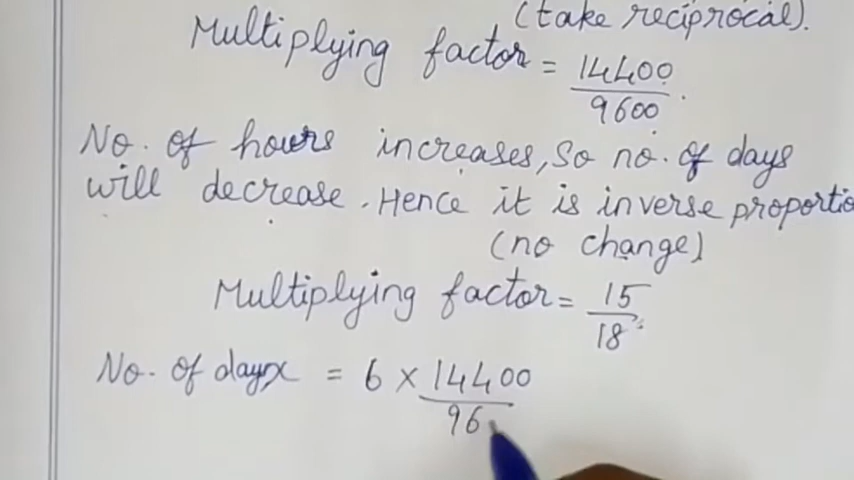 (take reciprocal).
Multiplying factor = 14400
9600.
No. of hours increases, So no. of days
will decrease. Hence it is inverse proportio
(no change)
Multiplying factor = 15
18
No. of days x = 6 × 14400
96